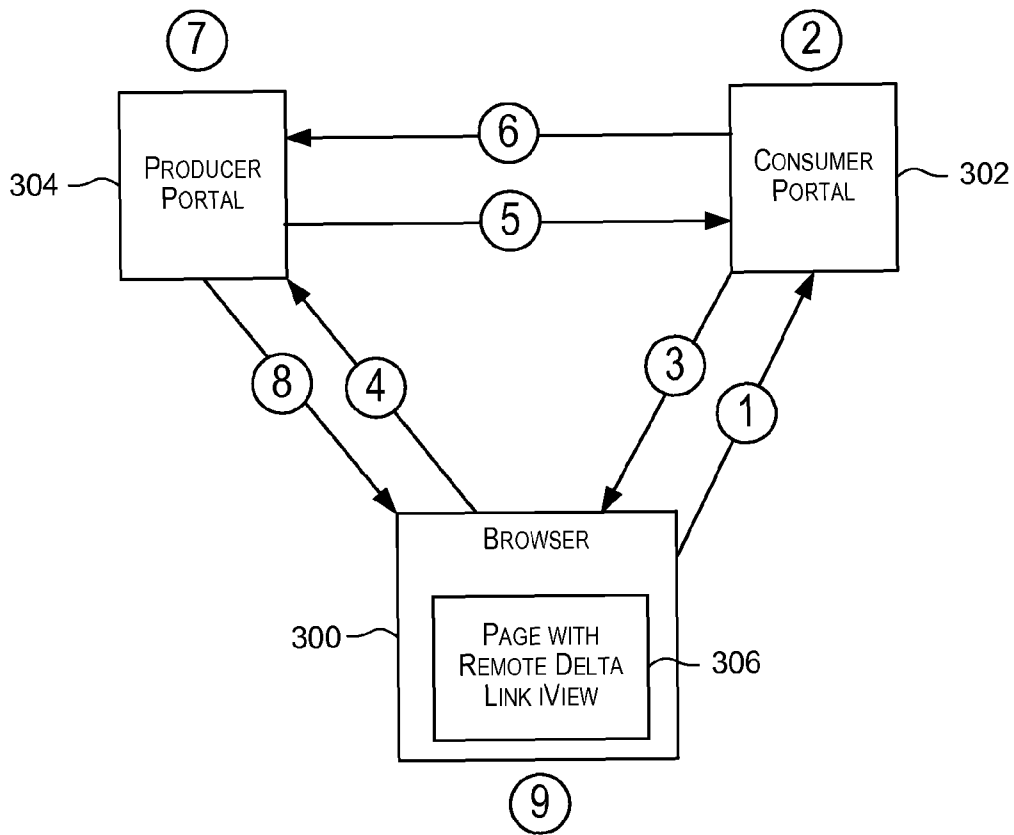 7
2
6
PRODUCER
PORTAL
304
CONSUMER
PORTAL
302
5
3
8
4
1
BROWSER
300
PAGE WITH
REMOTE DELTA
LINK IVIEW
306
9